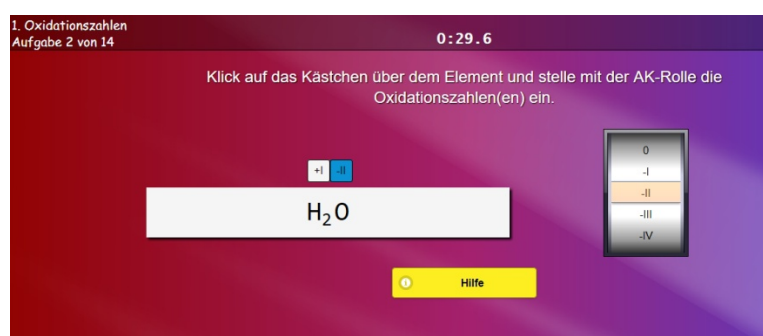 1. Oxidationszahlen
Aufgabe 2 von 14
0:29.6
Klick auf das Kästchen über dem Element und stelle mit der AK-Rolle die
Oxidationszahlen(en) ein.
+I -II
H₂O
0
-I
-II
-III
-IV
Hilfe